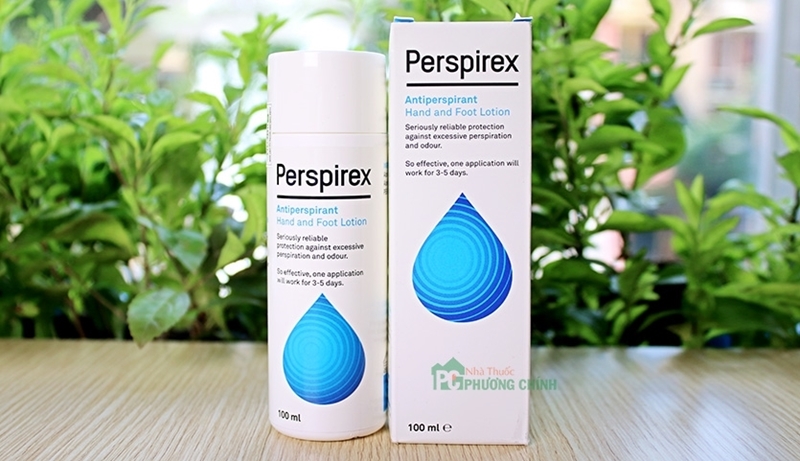 Perspirex
Antiperspirant
Hand and Foot Lotion
Seriously reliable
protection against excessive
perspiration and odour.
So effective, one application
will work for 3-5 days.
100 ml
Perspirex
Antiperspirant
Hand and Foot Lotion
Seriously reliable protection
against excessive perspiration
and odour.
So effective, one application will
work for 3-5 days.
100 ml ℮
PC
Nhà Thuốc
PHƯƠNG CHÍNH